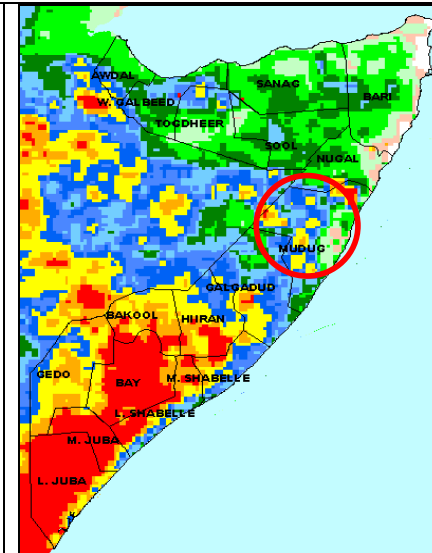 AWDAL
SANAG
BARI
W. GALBEED
TOGDHEER
SOOL
NUGAL
MUDUG
GALGADUD
BAKOOL
HIRAN
GEDO
BAY
M. SHABELLE
L. SHABELLE
M. JUBA
L. JUBA